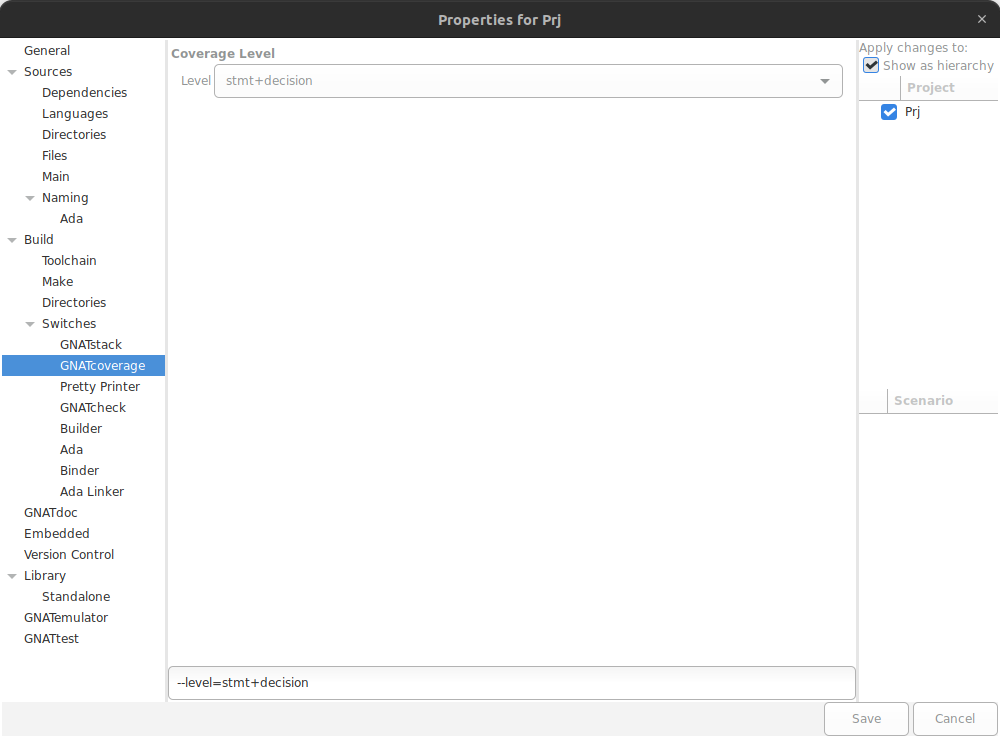 Properties for Prj
General
Sources
Dependencies
Languages
Directories
Files
Main
Naming
Ada
Build
Toolchain
Make
Directories
Switches
GNATstack
GNATcoverage
Pretty Printer
GNATcheck
Builder
Ada
Binder
Ada Linker
GNATdoc
Embedded
Version Control
Library
Standalone
GNATemulator
GNATtest
Coverage Level
Level stmt+decision
--level=stmt+decision
Apply changes to:
Show as hierarchy
Project
Prj
Scenario
Save Cancel